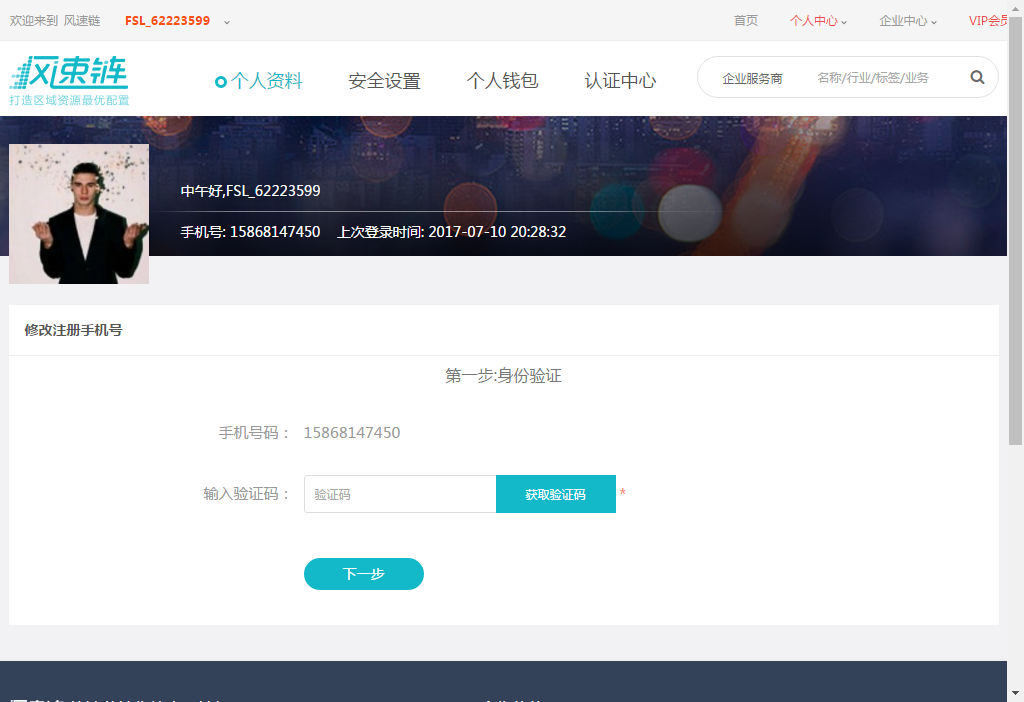 欢迎来到 风速链 FSL_62223599 首页 个人中心 企业中心 VIP会员
风速链
打造区域资源最优配置
个人资料 安全设置 个人钱包 认证中心 企业服务商 名称/行业/标签/业务
中午好,FSL_62223599
手机号: 15868147450 上次登录时间: 2017-07-10 20:28:32
修改注册手机号
第一步:身份验证
手机号码： 15868147450
输入验证码： 验证码 获取验证码 *
下一步